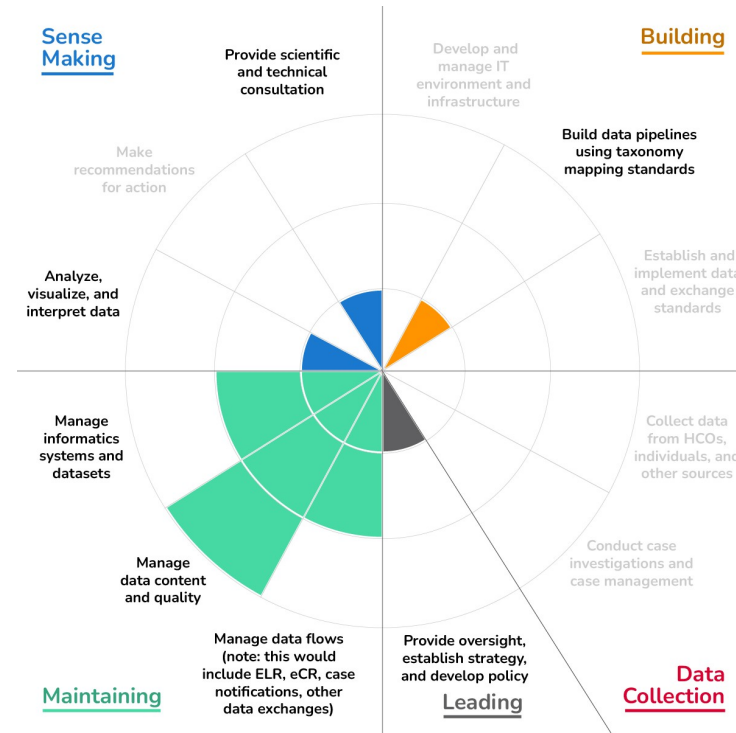 Sense
Making
Provide scientific
and technical
consultation
Develop and
manage IT
environment and
infrastructure
Building
Build data pipelines
using taxonomy
mapping standards
Make
recommendations
for action
Establish and
implement data
and exchange
standards
Analyze,
visualize, and
interpret data
Manage
informatics
systems and
datasets
Collect data
from HCOs,
individuals, and
other sources
Conduct case
investigations and
case management
Manage
data content
and quality
Manage data flows
(note: this would
include ELR, eCR, case
notifications, other
data exchanges)
Provide oversight,
establish strategy,
and develop policy
Maintaining
Leading
Data
Collection